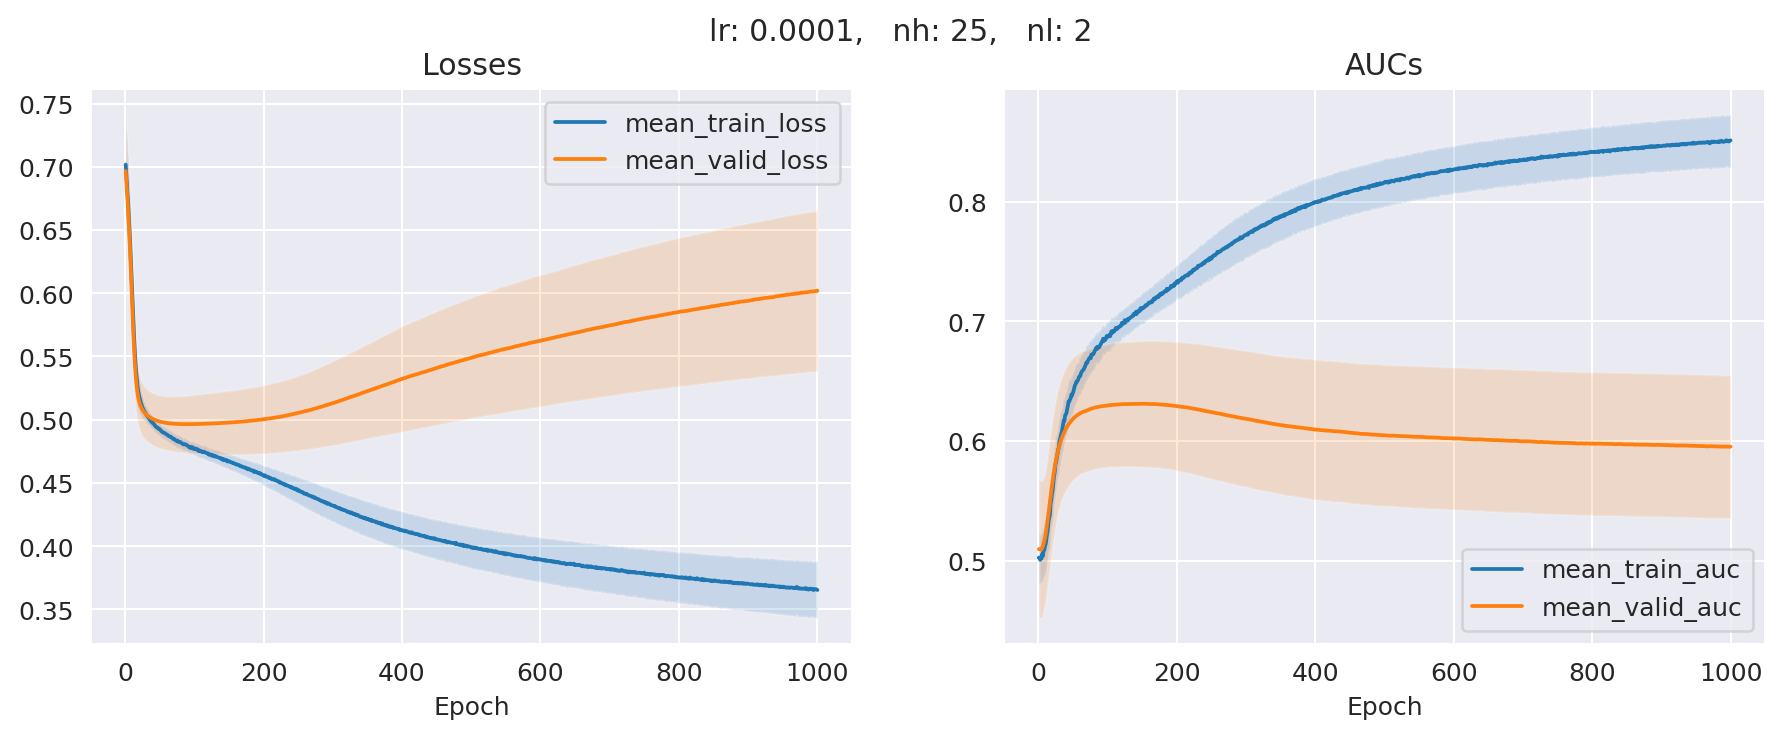 lr: 0.0001,   nh: 25,   nl: 2
Losses
0.75
0.70
0.65
0.60
0.55
0.50
0.45
0.40
0.35
mean_train_loss
mean_valid_loss
0 200 400 600 800 1000
Epoch
AUCs
0.8
0.7
0.6
0.5
mean_train_auc
mean_valid_auc
0 200 400 600 800 1000
Epoch